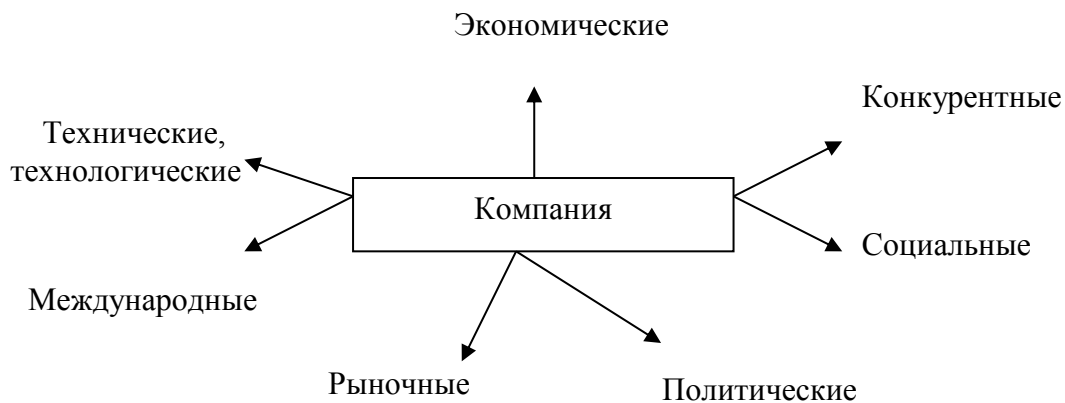 Экономические
Конкурентные
Технические,
технологические
Компания
Социальные
Международные
Рыночные
Политические